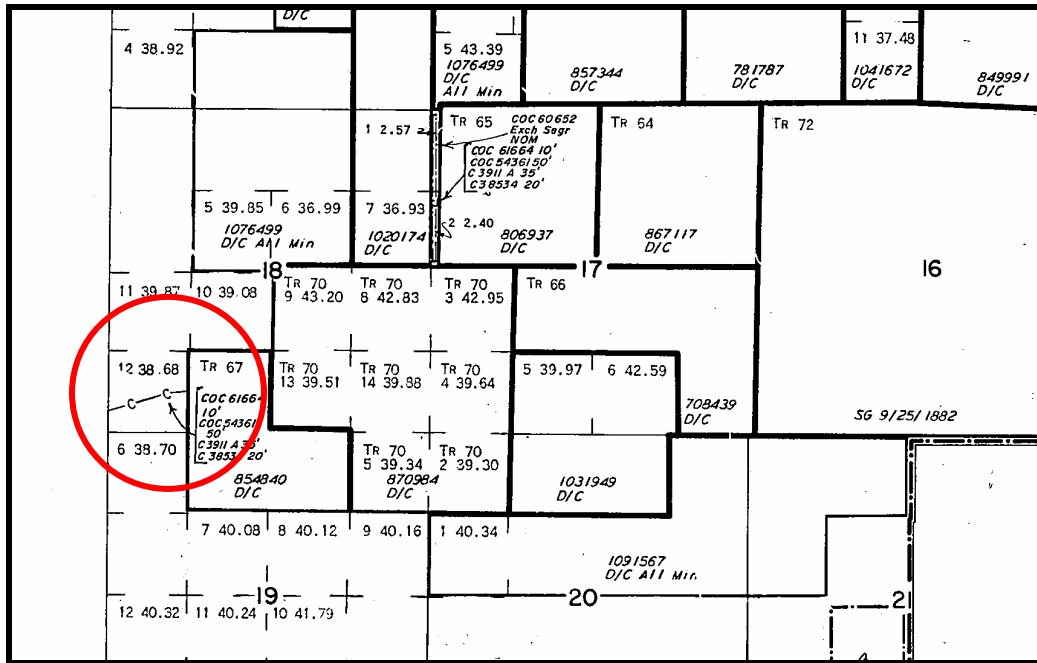 D/C
4 38.92
5 43.39
1076499
D/C
All Min
857344
D/C
781787
D/C
11 37.48
1041672
D/C
849991
D/C
1 2.57
TR 65
COC 60652
Exch Segr
NOM
COC 61664 10'
COC 54361 50'
C 3911 A 35'
C 38534 20'
TR 64
TR 72
5 39.85
6 36.99
7 36.93
2 2.40
1076499
D/C All Min
1020174
D/C
806937
D/C
867117
D/C
18
17
16
11 39.87
10 39.08
TR 70
9 43.20
TR 70
8 42.83
TR 70
3 42.95
TR 66
12 38.68
TR 67
TR 70
13 39.51
TR 70
14 39.88
TR 70
4 39.64
5 39.97
6 42.59
C
C
COC 61664
10'
COC 54361
50'
C 3911 A 35'
C 38534 20'
708439
D/C
SG 9/25/1882
6 38.70
TR 70
5 39.34
TR 70
2 39.30
854840
D/C
870984
D/C
1031949
D/C
7 40.08
8 40.12
9 40.16
1 40.34
1091567
D/C All Min
19
20
21
12 40.32
11 40.24
10 41.79